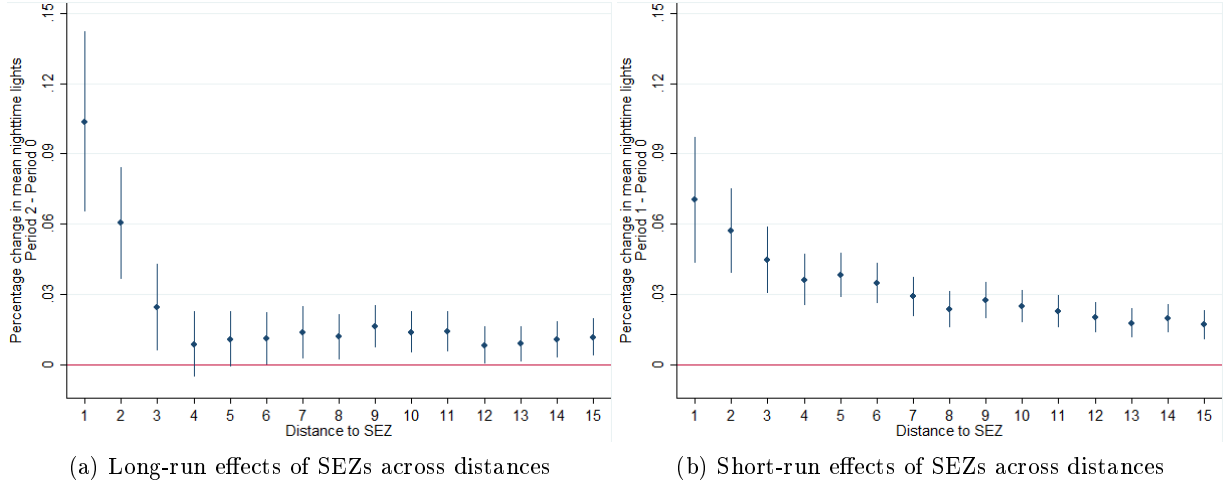 Percentage change in mean nighttime lights
Period 2 - Period 0
.15
.12
.09
.06
.03
0
1 2 3 4 5 6 7 8 9 10 11 12 13 14 15
Distance to SEZ
(a) Long-run effects of SEZs across distances
Percentage change in mean nighttime lights
Period 1 - Period 0
.15
.12
.09
.06
.03
0
1 2 3 4 5 6 7 8 9 10 11 12 13 14 15
Distance to SEZ
(b) Short-run effects of SEZs across distances